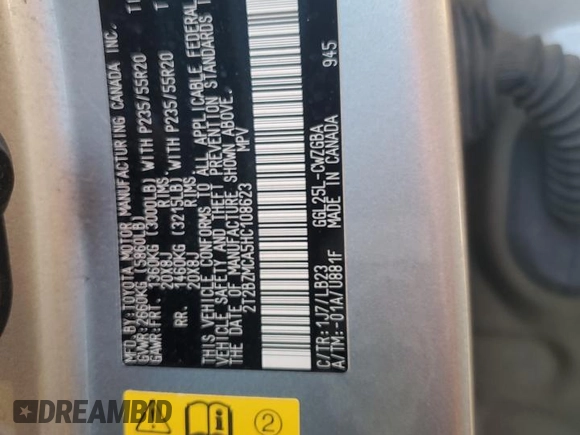 MFD.BY:TOYOTA MOTOR MANUFACTURING CANADA INC.
GVWR:2660KG(5890LB)
GAWR:FRT. 1360KG (3000LB) WITH P235/55R20
20X8J RIMS.
RR. 1460KG (3215LB) WITH P235/55R20
20X8J RIMS.
THIS VEHICLE CONFORMS TO ALL APPLICABLE FEDERAL
VEHICLE SAFETY AND THEFT PREVENTION STANDARDS
THE DATE OF MANUFACTURE SHOWN ABOVE.
2T2BZMCA5HC108623 MPV
C/TR:1J7/LB23 GGL25L-CWZGBA
A/TM:-01A/U881F MADE IN CANADA 945
2
DREAMBID